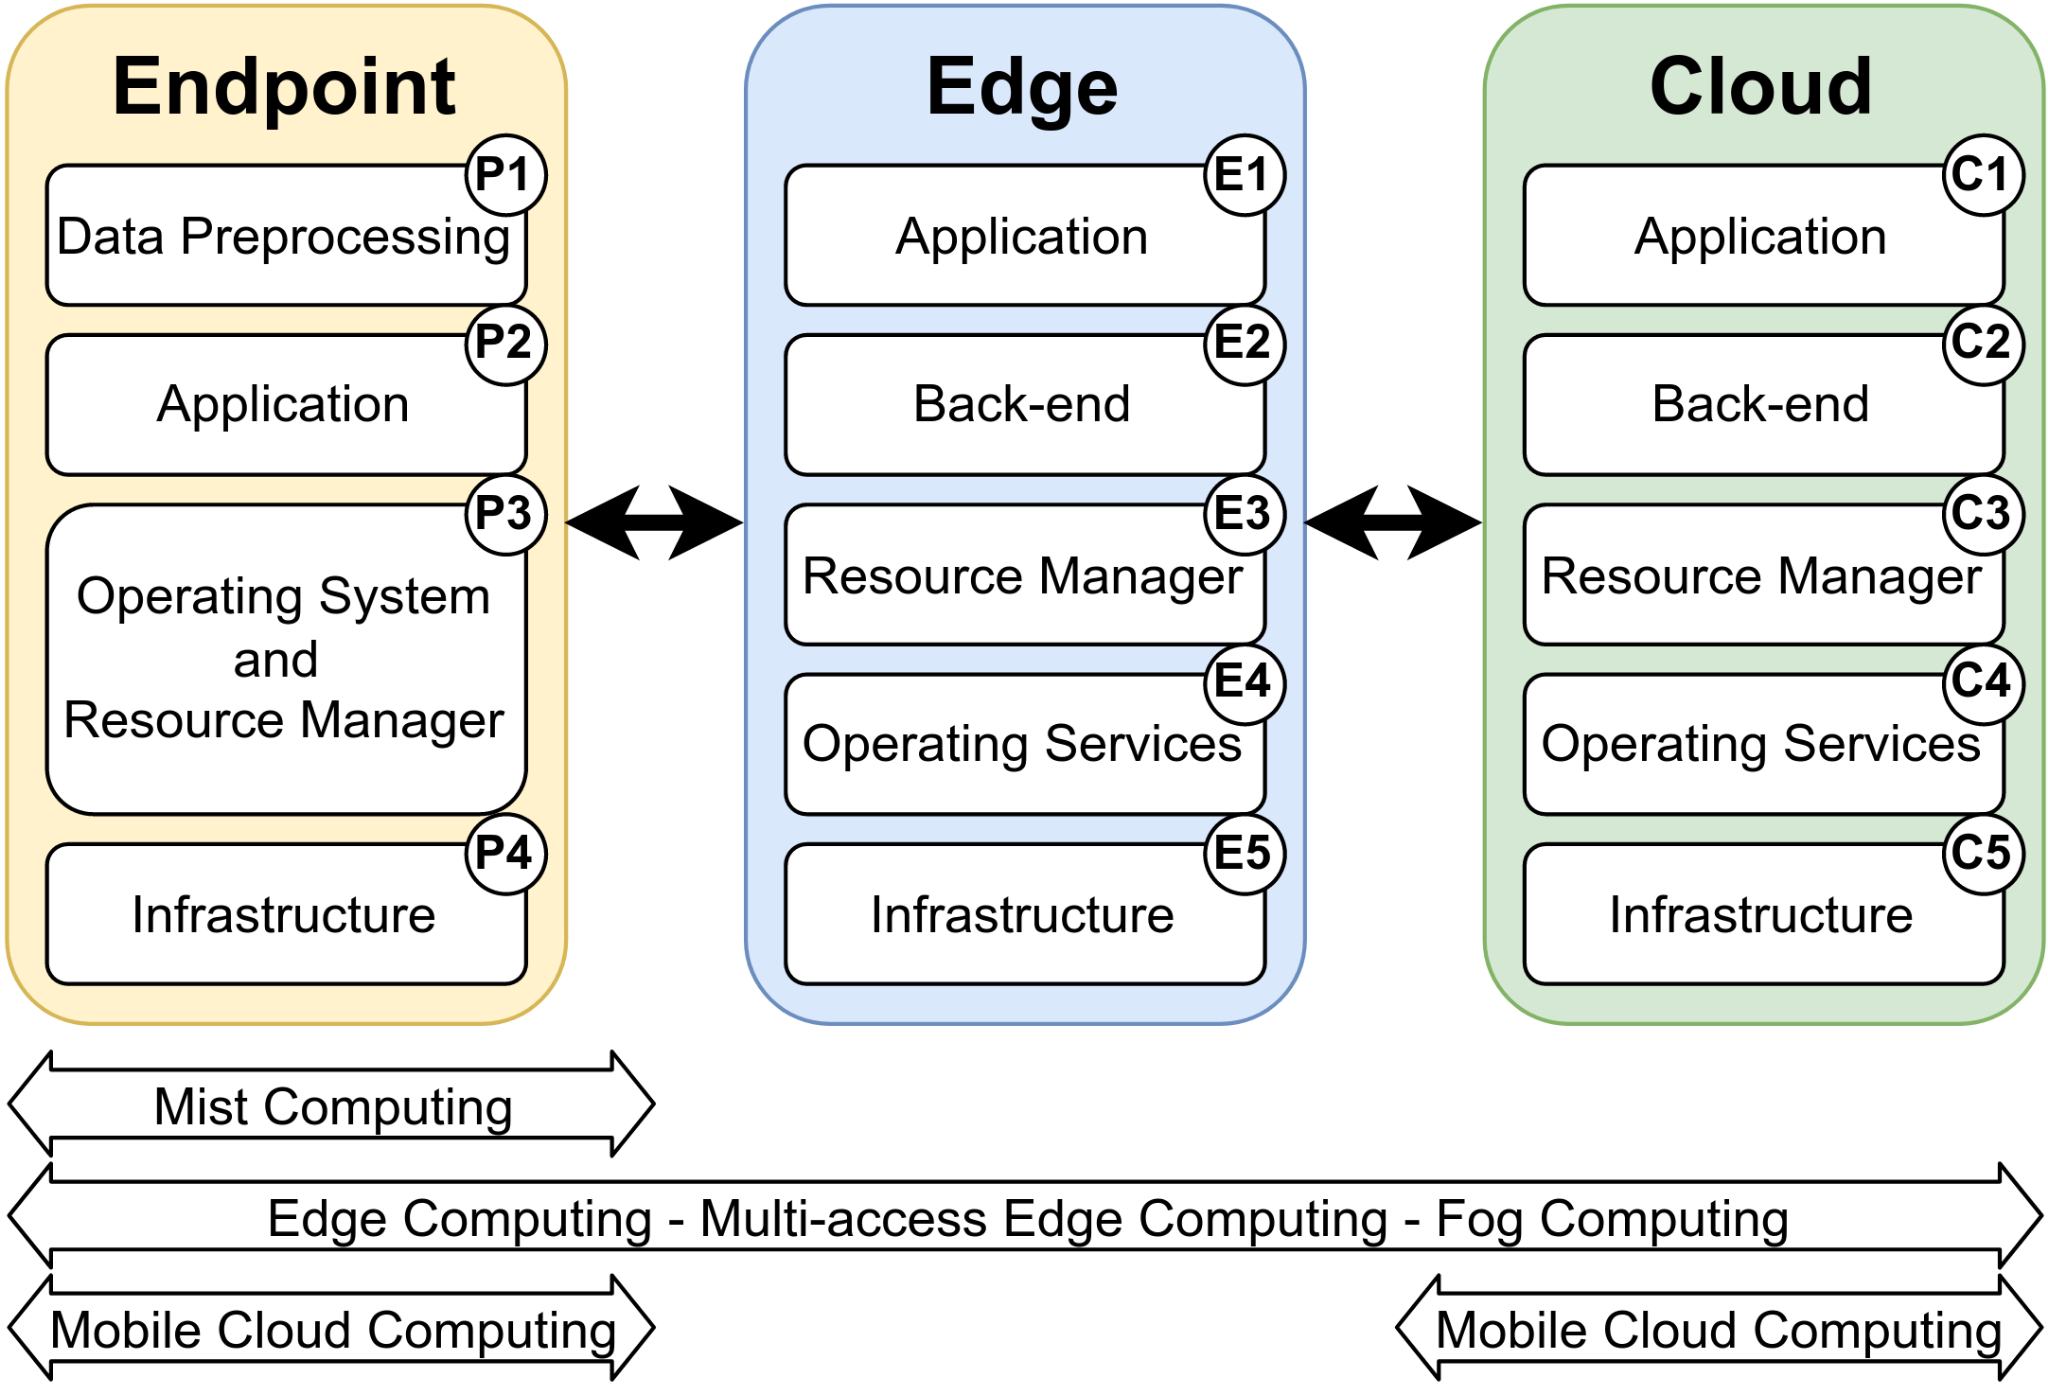 Endpoint
P1
Data Preprocessing
P2
Application
P3
Operating System
and
Resource Manager
P4
Infrastructure
Edge
E1
Application
E2
Back-end
E3
Resource Manager
E4
Operating Services
E5
Infrastructure
Cloud
C1
Application
C2
Back-end
C3
Resource Manager
C4
Operating Services
C5
Infrastructure
Mist Computing
Edge Computing - Multi-access Edge Computing - Fog Computing
Mobile Cloud Computing
Mobile Cloud Computing